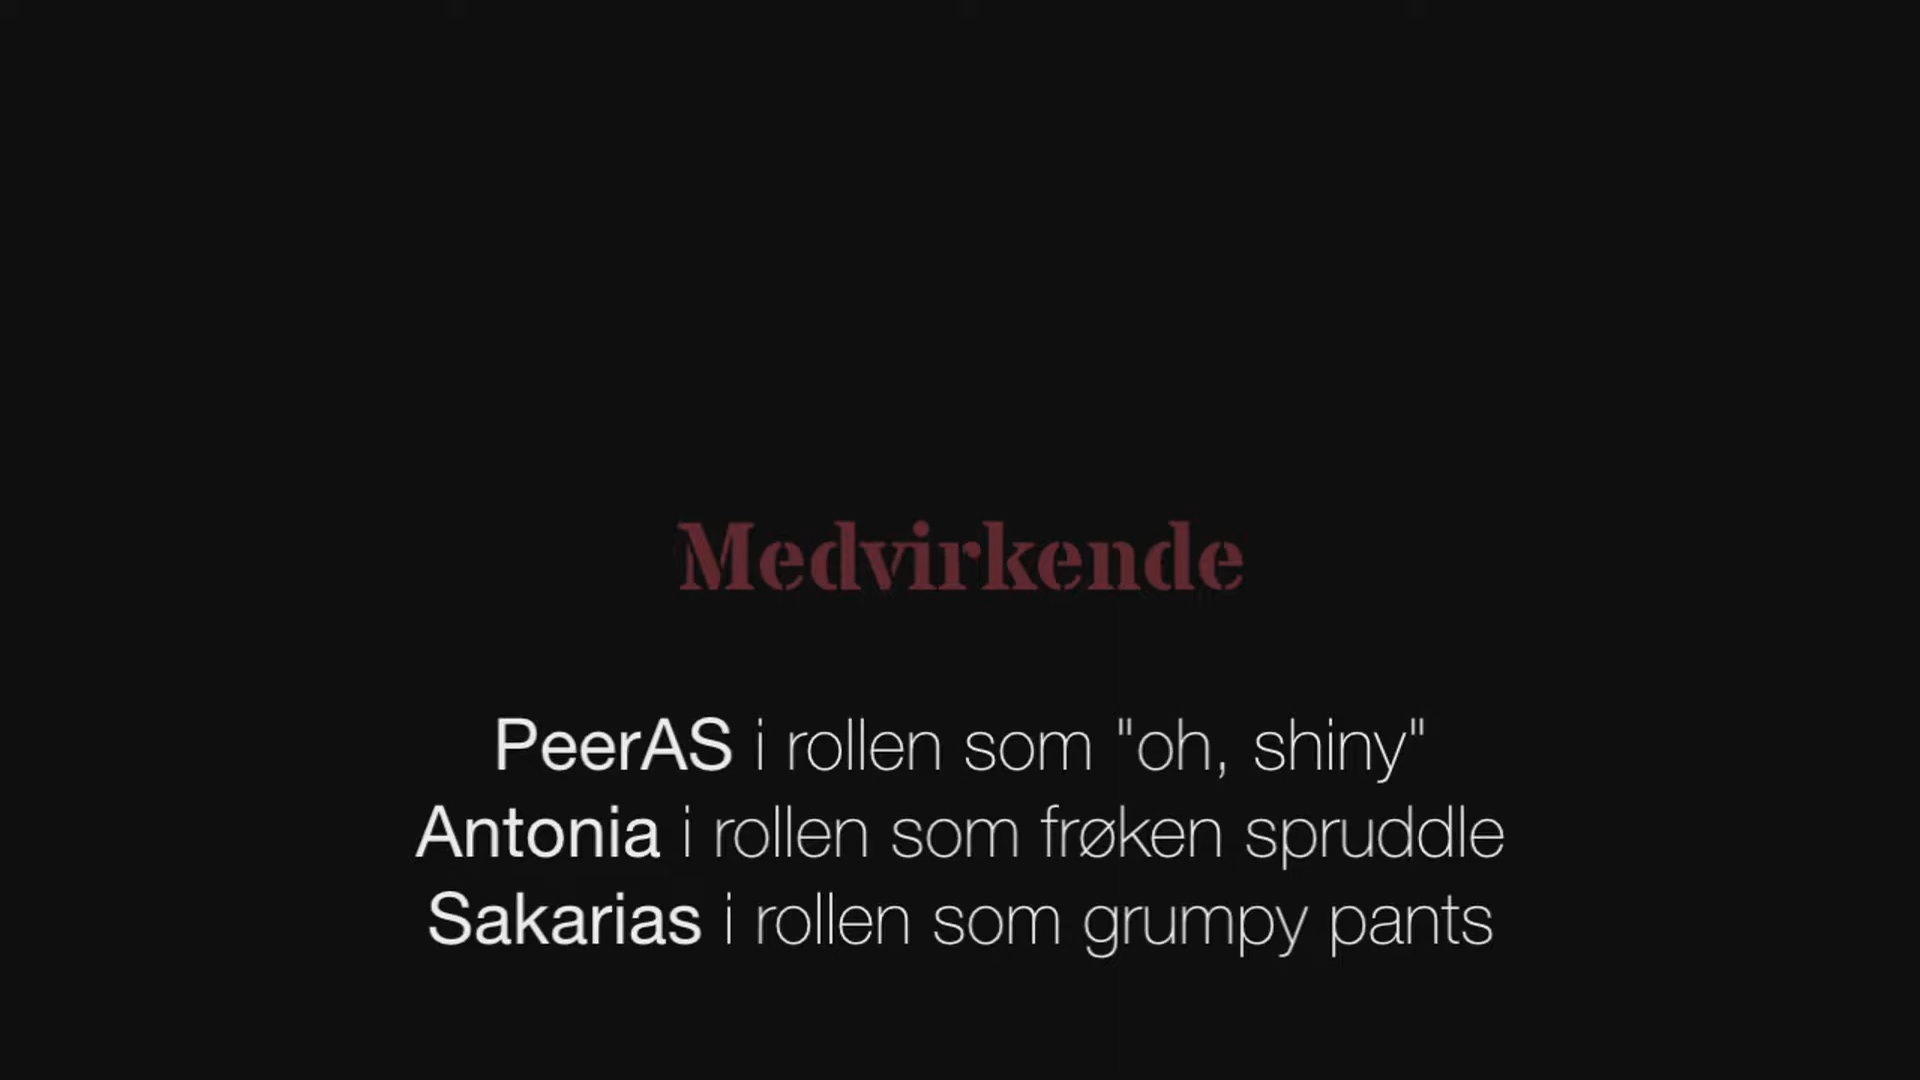 Medvirkende
PeerAS i rollen som "oh, shiny"
Antonia i rollen som frøken spruddle
Sakarias i rollen som grumpy pants